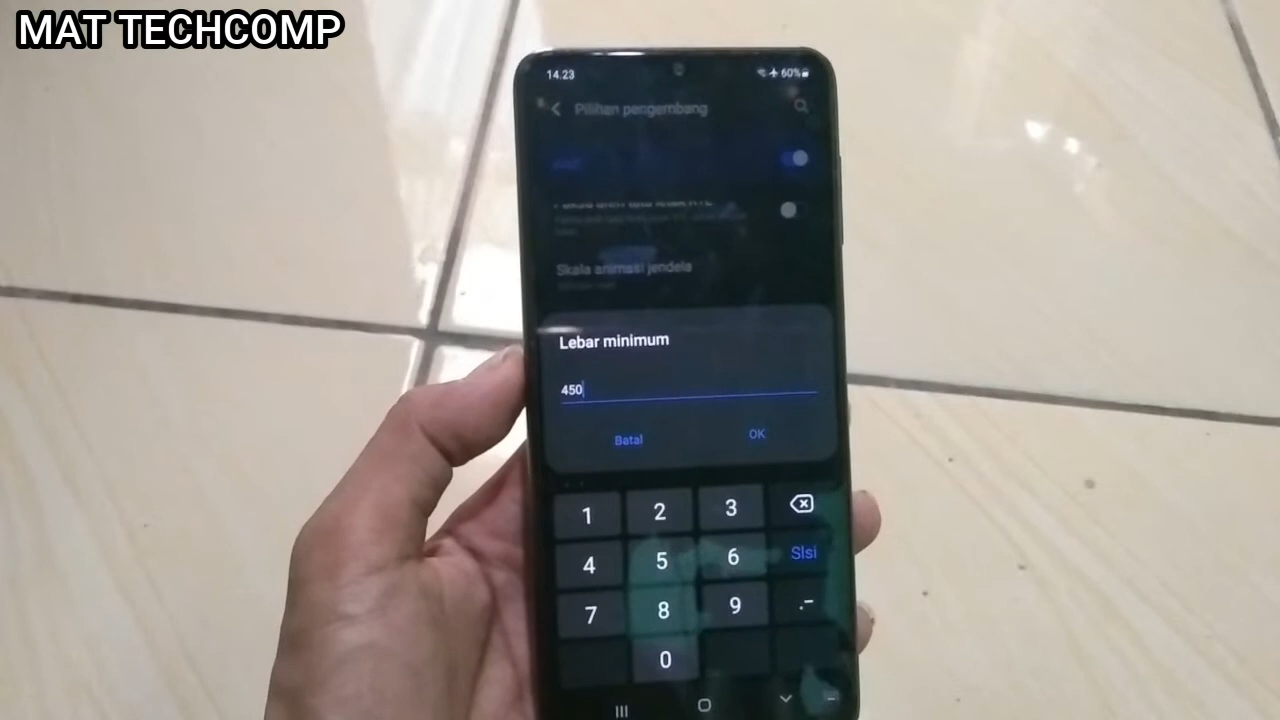 MAT TECHCOMP
14.23
60%
Pilihan pengembang
Skala animasi jendela
Lebar minimum
450
Batal
OK
1
2
3
4
5
6
SIsi
7
8
9
.-
0